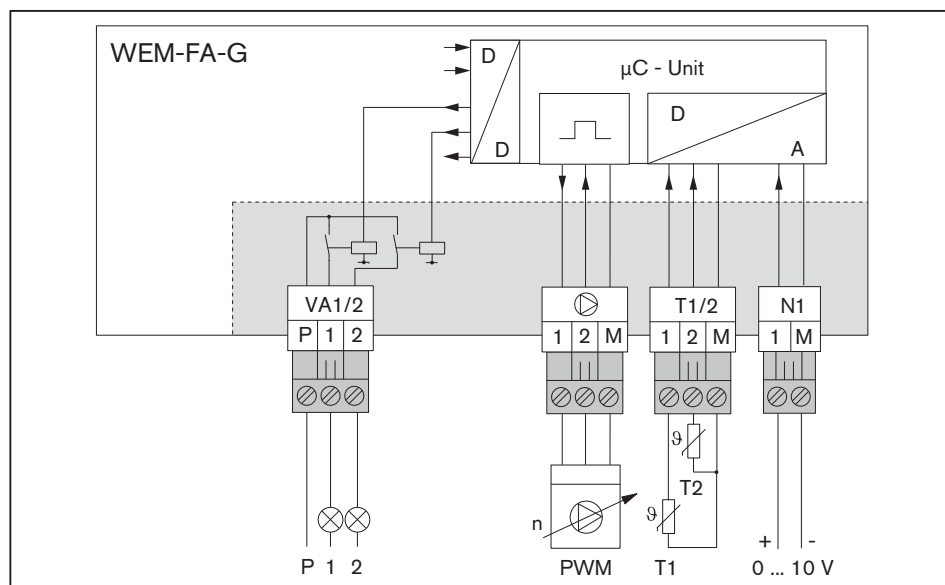 WEM-FA-G
D
D
µC - Unit
D
A
VA1/2
P 1 2
1 2 M
T1/2
1 2 M
N1
1 M
ϑ
T2
n
ϑ
+ -
P 1 2
PWM
T1
0 ... 10 V